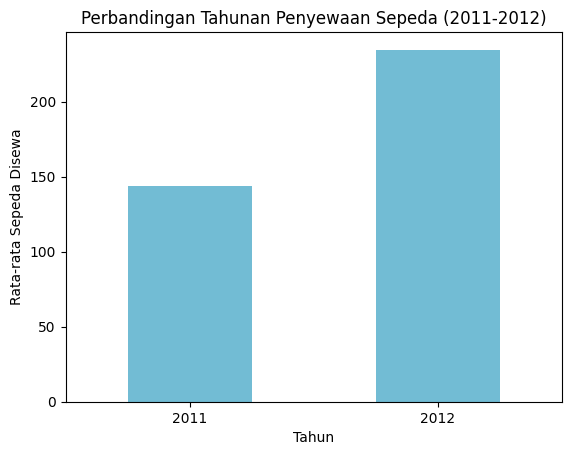 Perbandingan Tahunan Penyewaan Sepeda (2011-2012)
Rata-rata Sepeda Disewa
200
150
100
50
0
2011 2012
Tahun